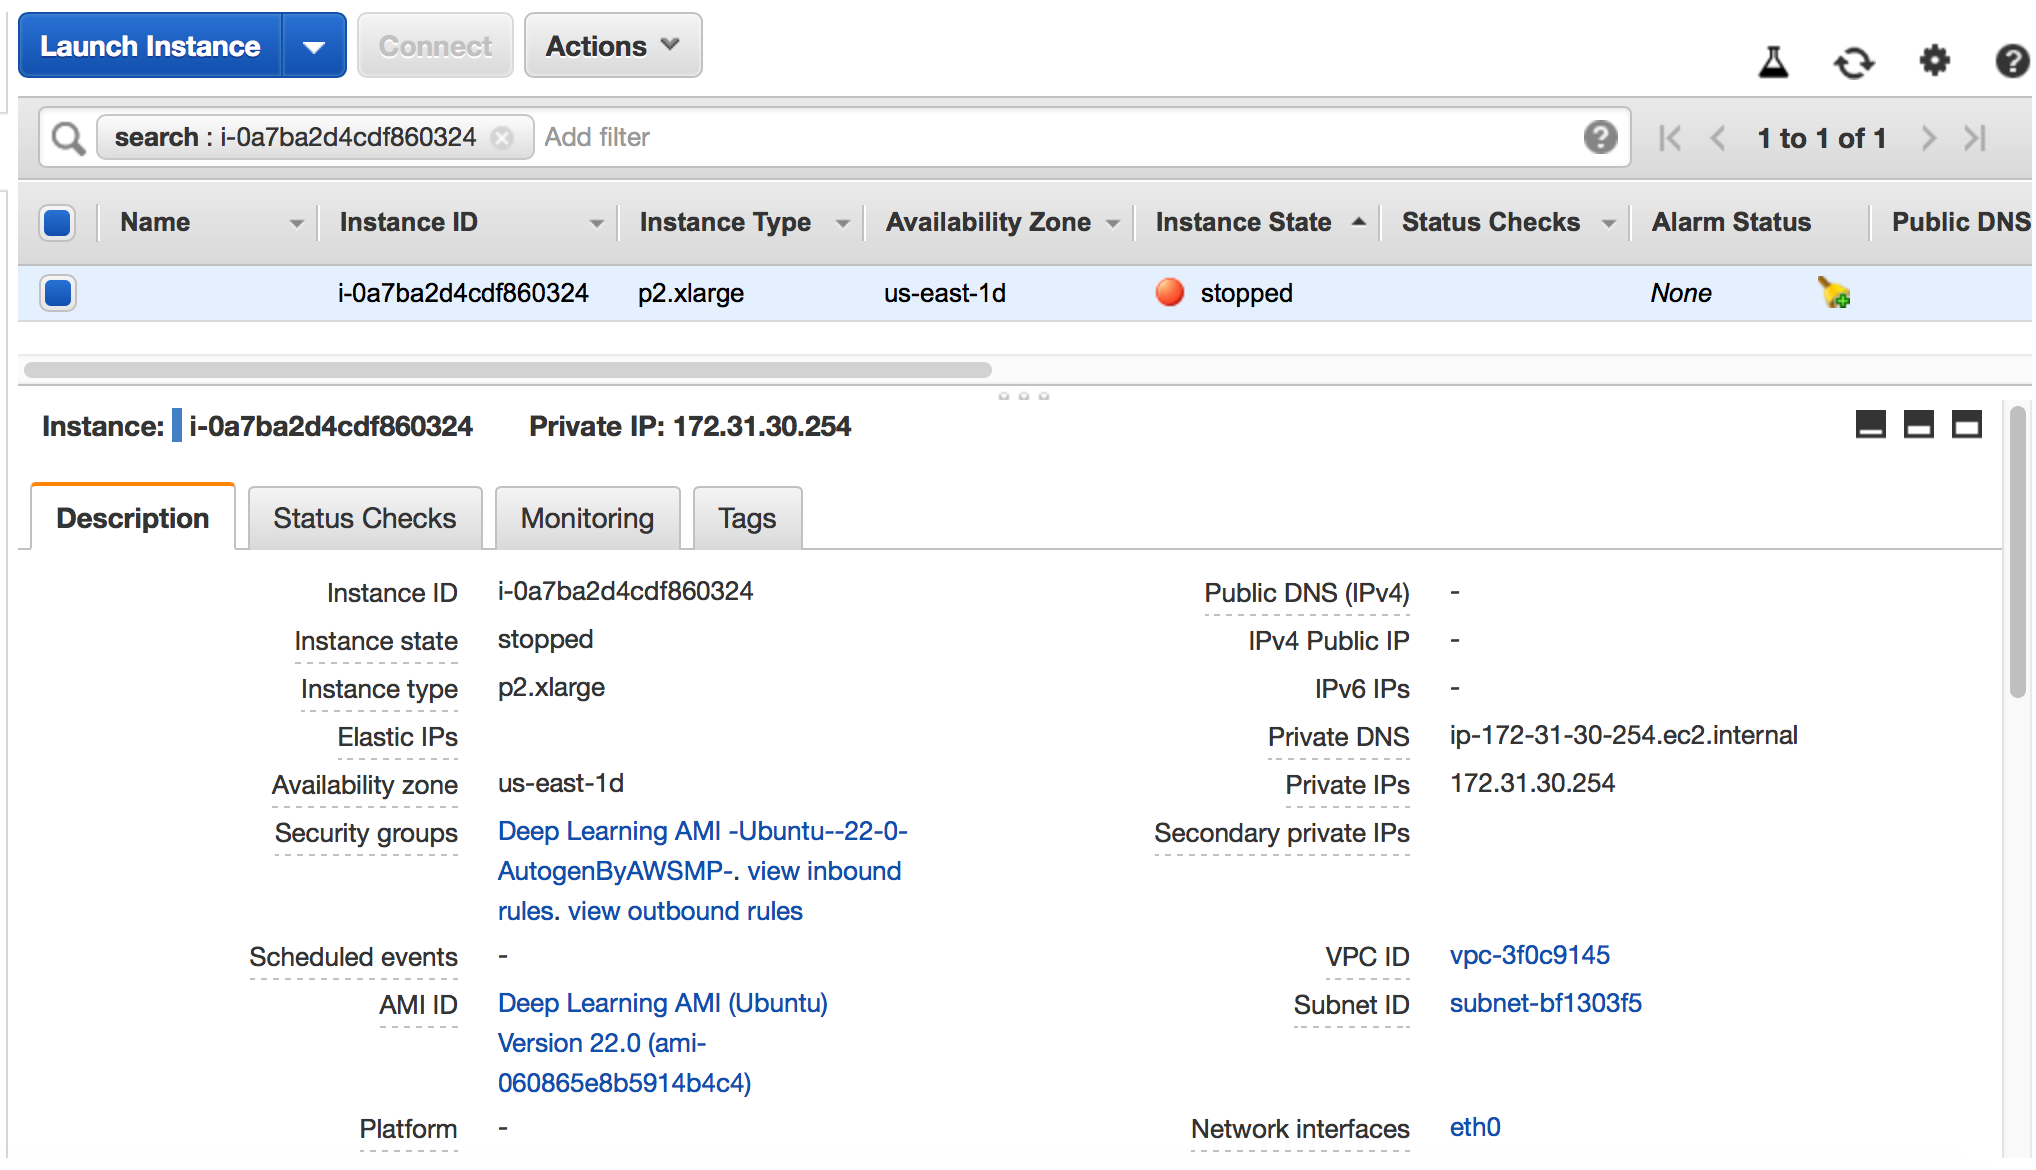 Launch Instance Connect Actions
search : i-0a7ba2d4cdf860324 Add filter ? 1 to 1 of 1
Name Instance ID Instance Type Availability Zone Instance State Status Checks Alarm Status Public DNS
i-0a7ba2d4cdf860324 p2.xlarge us-east-1d stopped None
Instance: i-0a7ba2d4cdf860324 Private IP: 172.31.30.254
Description Status Checks Monitoring Tags
Instance ID i-0a7ba2d4cdf860324 Public DNS (IPv4) -
Instance state stopped IPv4 Public IP -
Instance type p2.xlarge IPv6 IPs -
Elastic IPs Private DNS ip-172-31-30-254.ec2.internal
Availability zone us-east-1d Private IPs 172.31.30.254
Security groups Deep Learning AMI -Ubuntu--22-0- Secondary private IPs
AutogenByAWSMP-. view inbound
rules. view outbound rules
Scheduled events - VPC ID vpc-3f0c9145
AMI ID Deep Learning AMI (Ubuntu) Subnet ID subnet-bf1303f5
Version 22.0 (ami-
060865e8b5914b4c4)
Platform - Network interfaces eth0